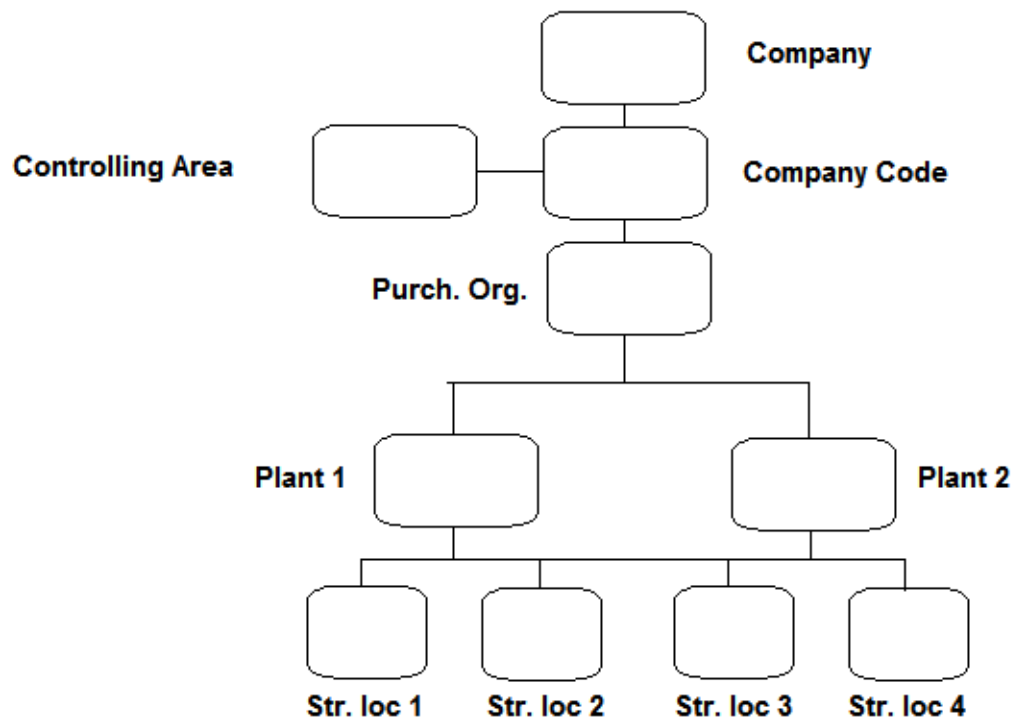 Company
Controlling Area
Company Code
Purch. Org.
Plant 1
Plant 2
Str. loc 1
Str. loc 2
Str. loc 3
Str. loc 4